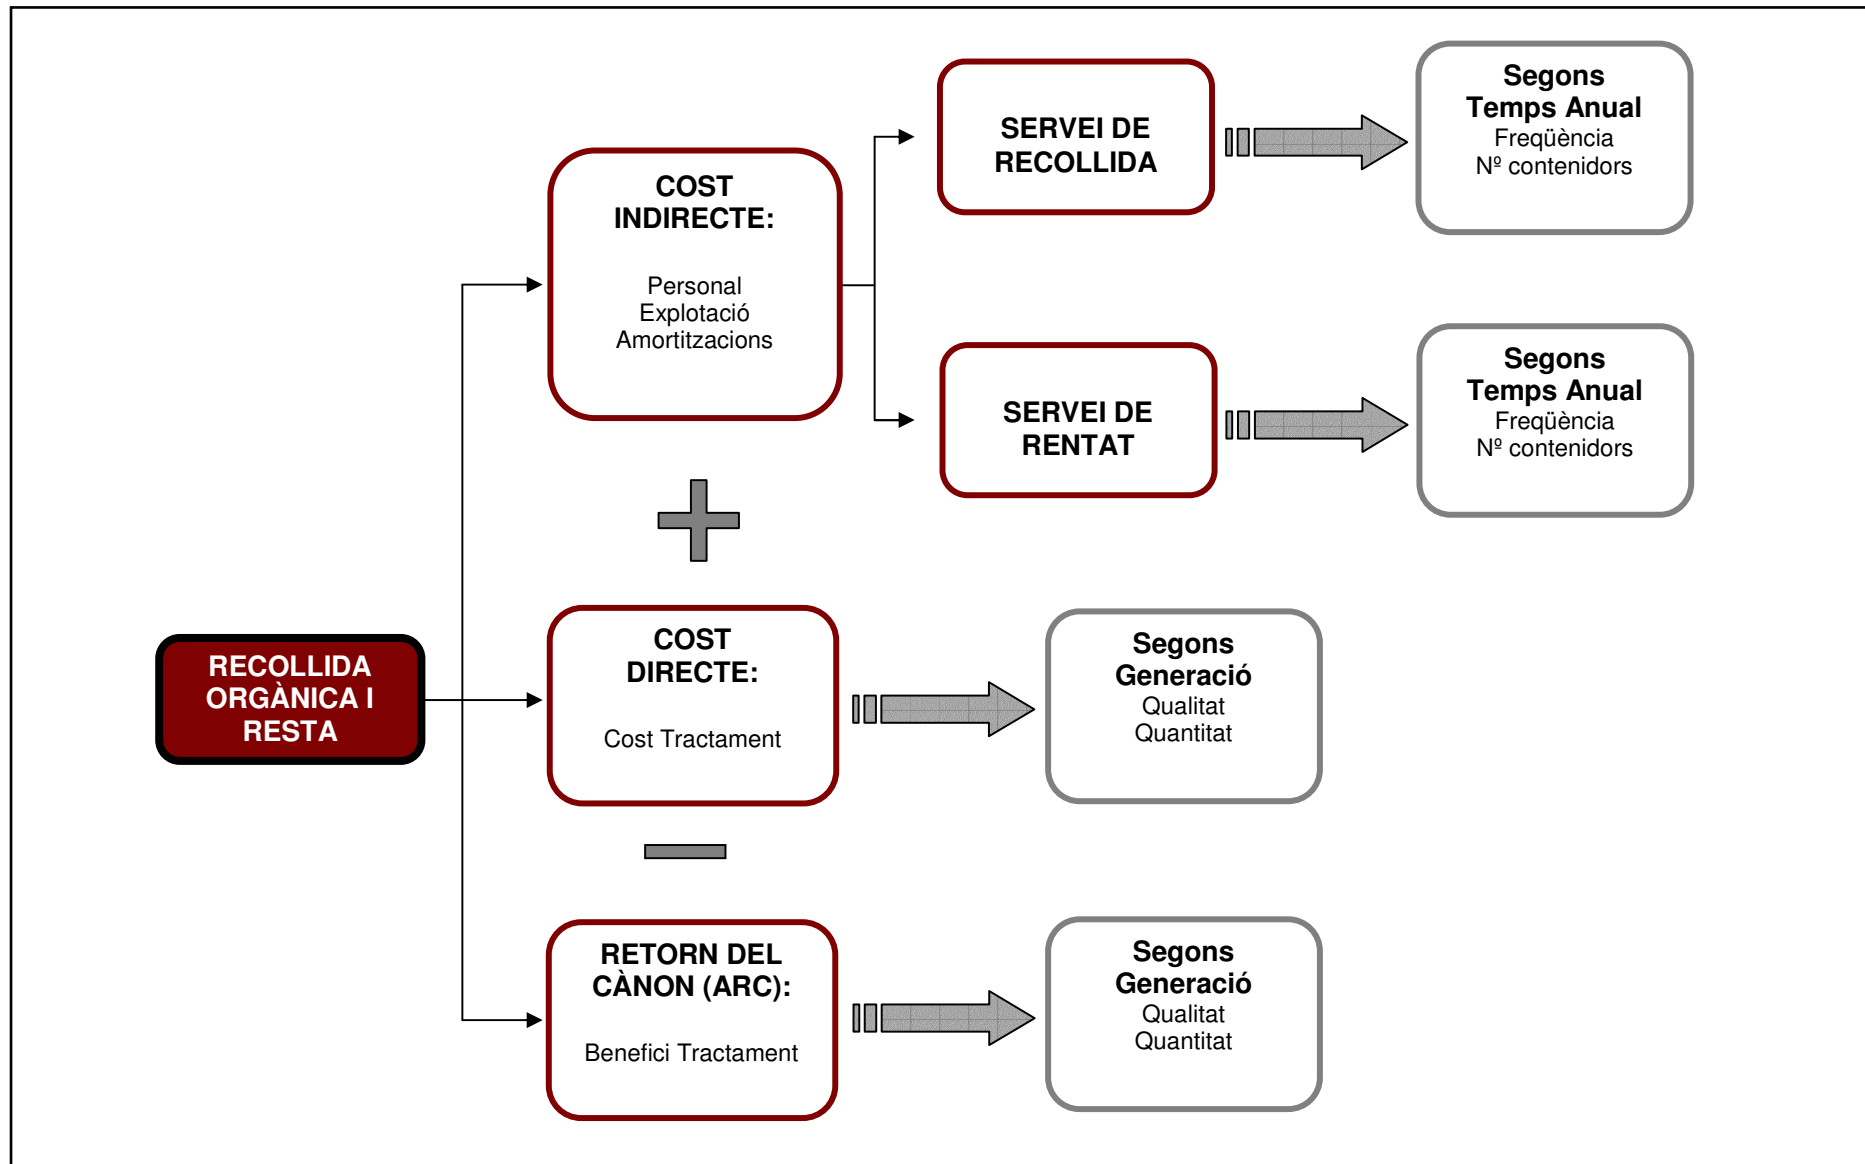 RECOLLIDA
ORGÀNICA I
RESTA
COST
INDIRECTE:
Personal
Explotació
Amortitzacions
SERVEI DE
RECOLLIDA
Segons
Temps Anual
Freqüència
Nº contenidors
SERVEI DE
RENTAT
Segons
Temps Anual
Freqüència
Nº contenidors
COST
DIRECTE:
Cost Tractament
Segons
Generació
Qualitat
Quantitat
RETORN DEL
CÀNON (ARC):
Benefici Tractament
Segons
Generació
Qualitat
Quantitat